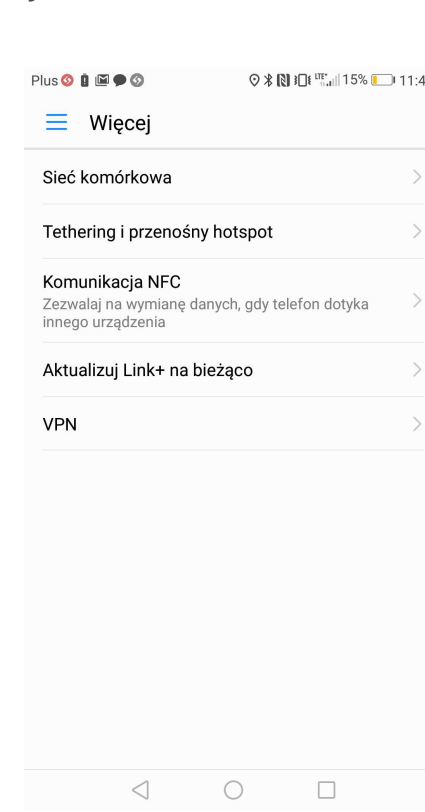 Plus LTE+ 15% 11:4
Więcej
Sieć komórkowa
Tethering i przenośny hotspot
Komunikacja NFC
Zezwalaj na wymianę danych, gdy telefon dotyka
innego urządzenia
Aktualizuj Link+ na bieżąco
VPN